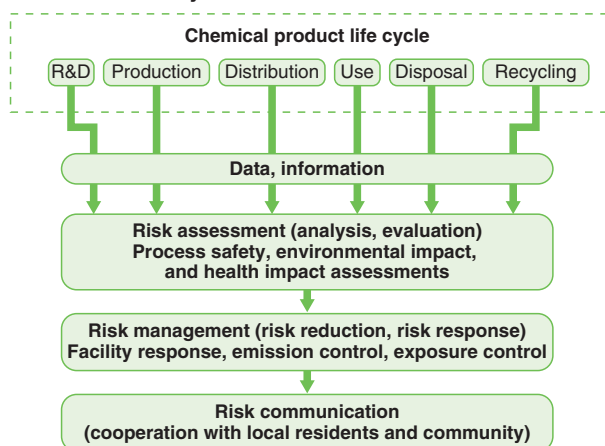 Chemical product life cycle
R&D Production Distribution Use Disposal Recycling
Data, information
Risk assessment (analysis, evaluation)
Process safety, environmental impact,
and health impact assessments
Risk management (risk reduction, risk response)
Facility response, emission control, exposure control
Risk communication
(cooperation with local residents and community)